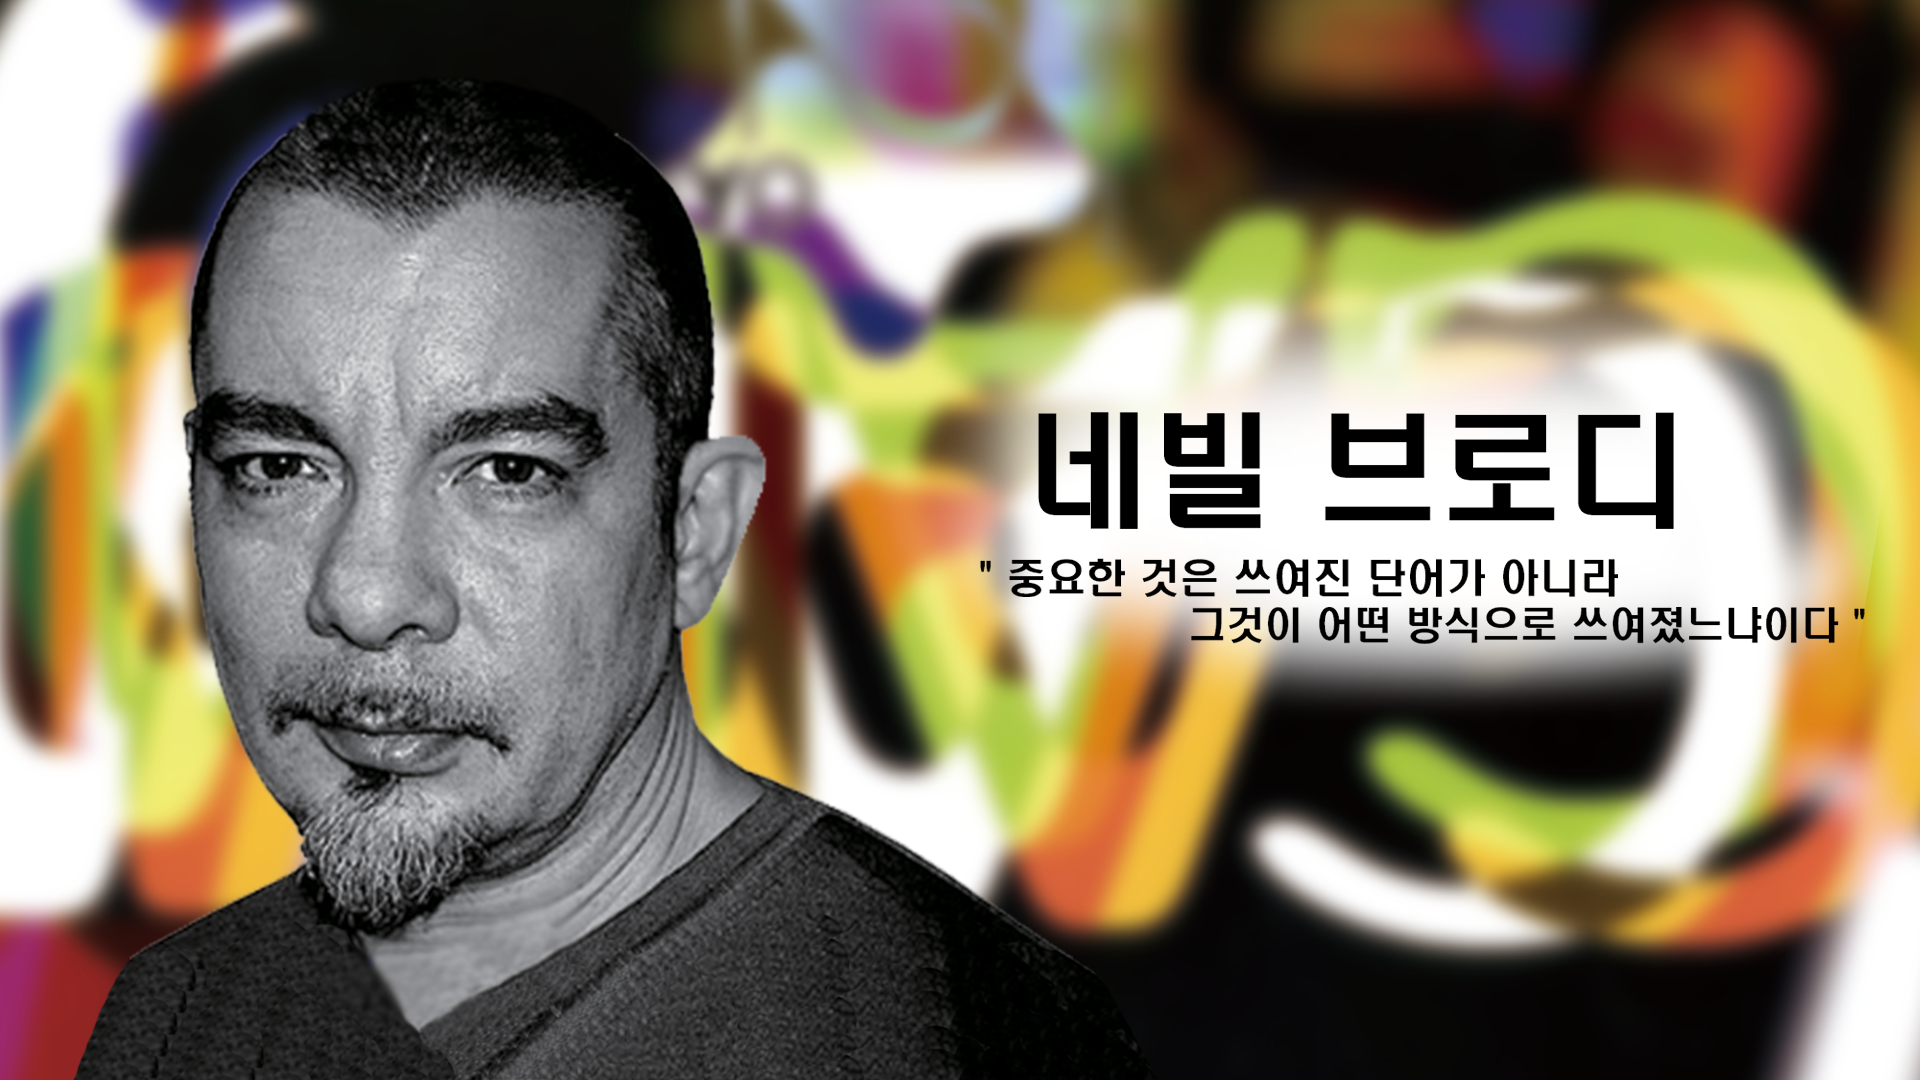 네빌 브로디
" 중요한 것은 쓰여진 단어가 아니라
그것이 어떤 방식으로 쓰여졌느냐이다 "